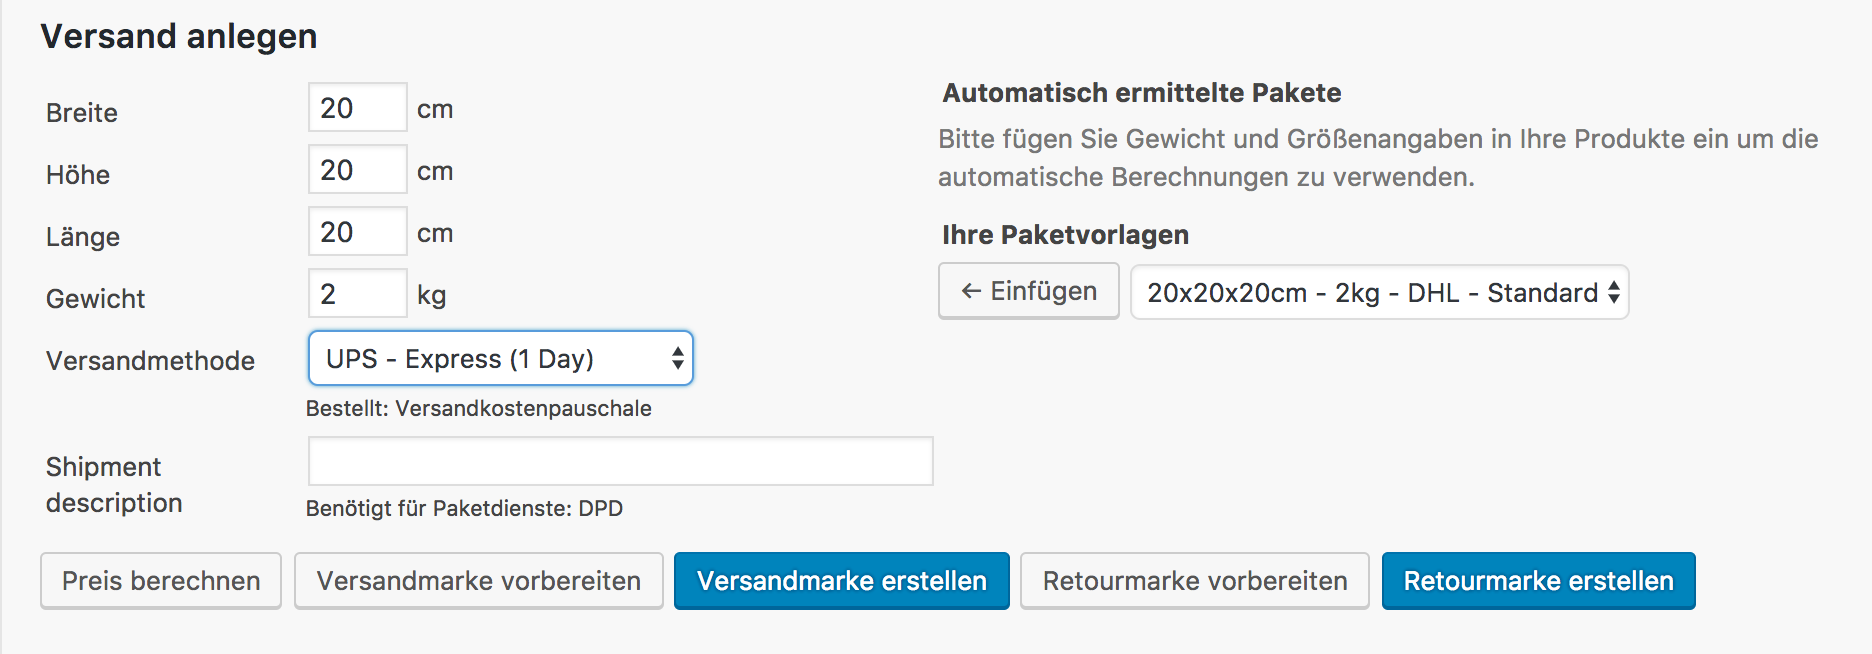 Versand anlegen
Breite 20 cm
Höhe 20 cm
Länge 20 cm
Gewicht 2 kg
Versandmethode UPS - Express (1 Day)
Bestellt: Versandkostenpauschale
Shipment
description
Benötigt für Paketdienste: DPD
Automatisch ermittelte Pakete
Bitte fügen Sie Gewicht und Größenangaben in Ihre Produkte ein um die
automatische Berechnungen zu verwenden.
Ihre Paketvorlagen
← Einfügen 20x20x20cm - 2kg - DHL - Standard
Preis berechnen Versandmarke vorbereiten Versandmarke erstellen Retourmarke vorbereiten Retourmarke erstellen